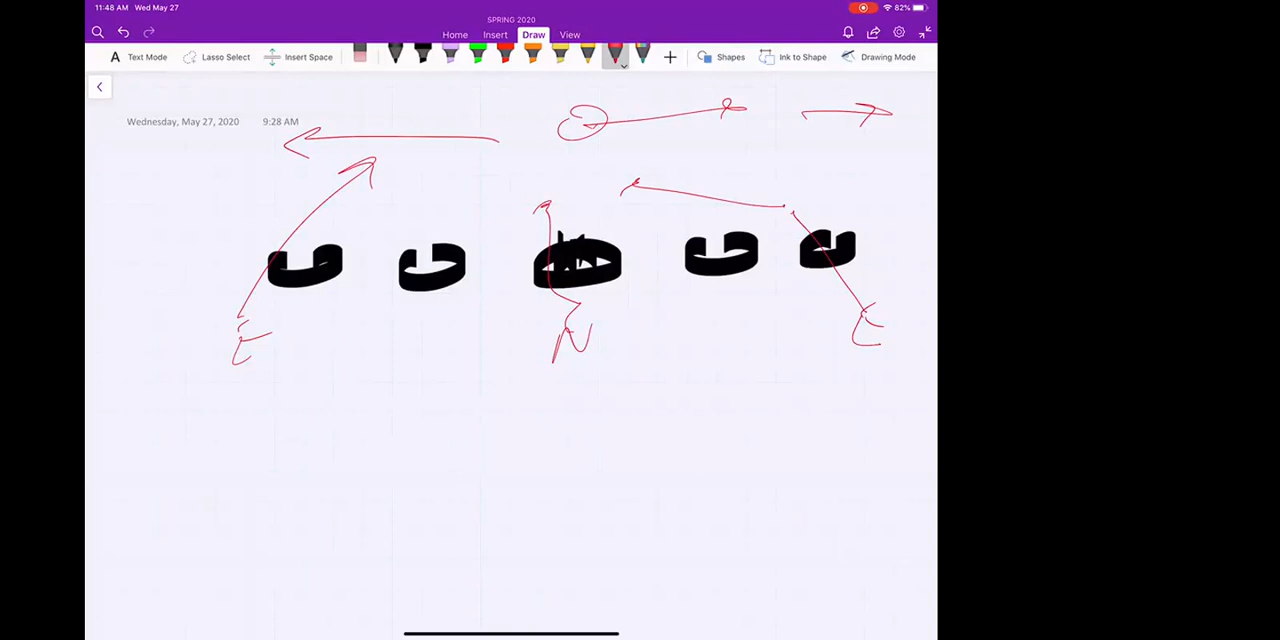 11:48 AM Wed May 27
82%
SPRING 2020
Home Insert Draw View
A Text Mode Lasso Select Insert Space Shapes Ink to Shape Drawing Mode
Wednesday, May 27, 2020 9:28 AM
E N E